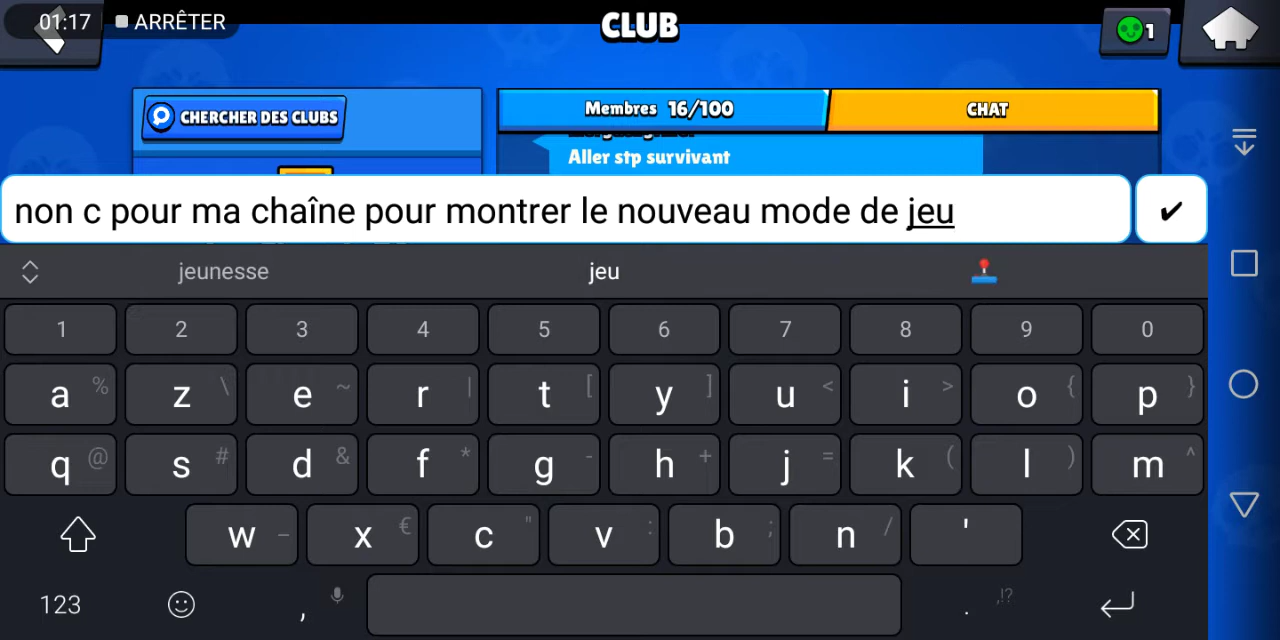 01:17 ARRÊTER
CLUB
1
CHERCHER DES CLUBS
Membres 16/100
CHAT
Aller stp survivant
non c pour ma chaîne pour montrer le nouveau mode de jeu
✔
jeunesse jeu
1 2 3 4 5 6 7 8 9 0
a % z \ e ~ r | t [ y ] u < i > o { p }
q @ s # d & f * g - h + j = k ( l ) m ^
w _ x € c " v : b ; n / '
123 , . ,!?